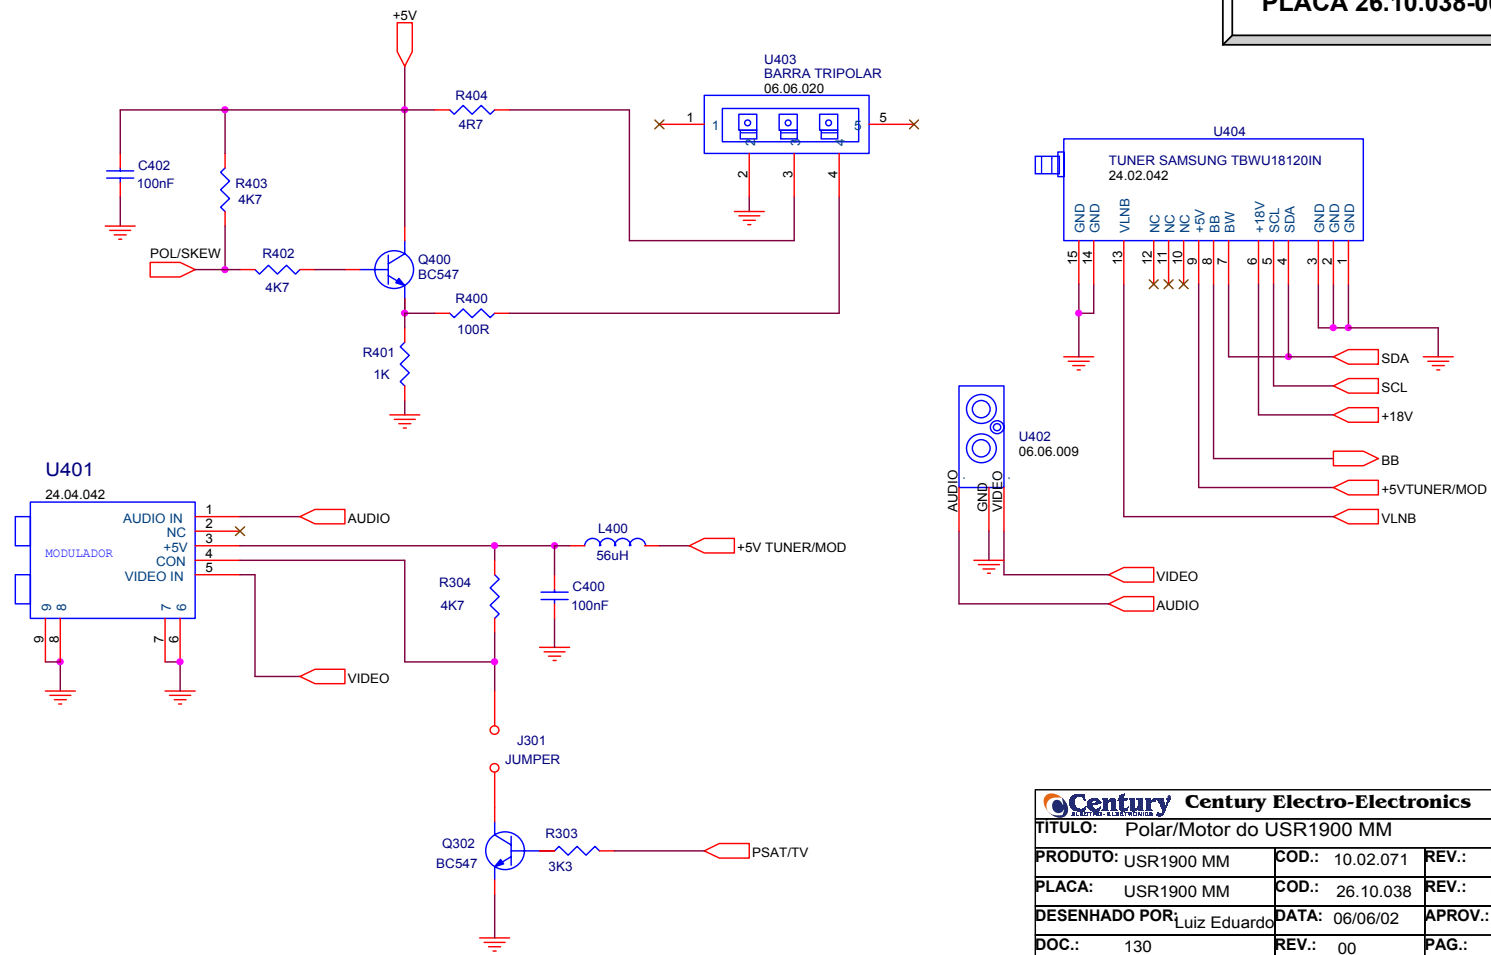 PLACA 26.10.038-00
+5V
U403
BARRA TRIPOLAR
06.06.020
R404
4R7
1
1
5
5
2
3
4
2
3
4
C402
100nF
R403
4K7
POL/SKEW
R402
4K7
Q400
BC547
R400
100R
R401
1K
U404
TUNER SAMSUNG TBWU18120IN
24.02.042
GND
GND
VLNB
NC
NC
NC
+5V
BB
BW
+18V
SCL
SDA
GND
GND
GND
15
14
13
12
11
10
9
8
7
6
5
4
3
2
1
SDA
SCL
+18V
BB
+5VTUNER/MOD
VLNB
U402
06.06.009
AUDIO
GND
VIDEO
VIDEO
AUDIO
U401
24.04.042
MODULADOR
AUDIO IN
NC
+5V
CON
VIDEO IN
1
2
3
4
5
9
8
7
6
9
8
7
6
AUDIO
VIDEO
L400
56uH
+5V TUNER/MOD
R304
4K7
C400
100nF
J301
JUMPER
Q302
BC547
R303
3K3
PSAT/TV
Century
ELECTRO-ELECTRONICS
Century Electro-Electronics
TÍTULO: Polar/Motor do USR1900 MM
PRODUTO: USR1900 MM COD.: 10.02.071 REV.:
PLACA: USR1900 MM COD.: 26.10.038 REV.:
DESENHADO POR: Luiz Eduardo DATA: 06/06/02 APROV.:
DOC.: 130 REV.: 00 PAG.: